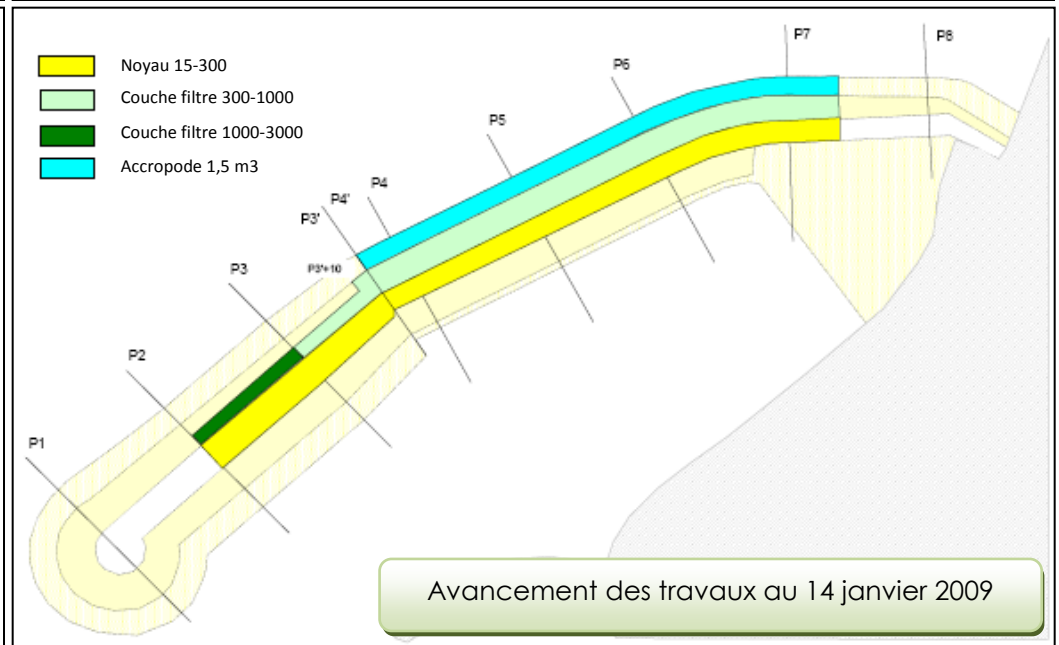 Noyau 15-300
Couche filtre 300-1000
Couche filtre 1000-3000
Accropode 1,5 m3
P8
P7
P6
P5
P4
P4'
P3'
P3'+10
P3
P2
P1
Avancement des travaux au 14 janvier 2009